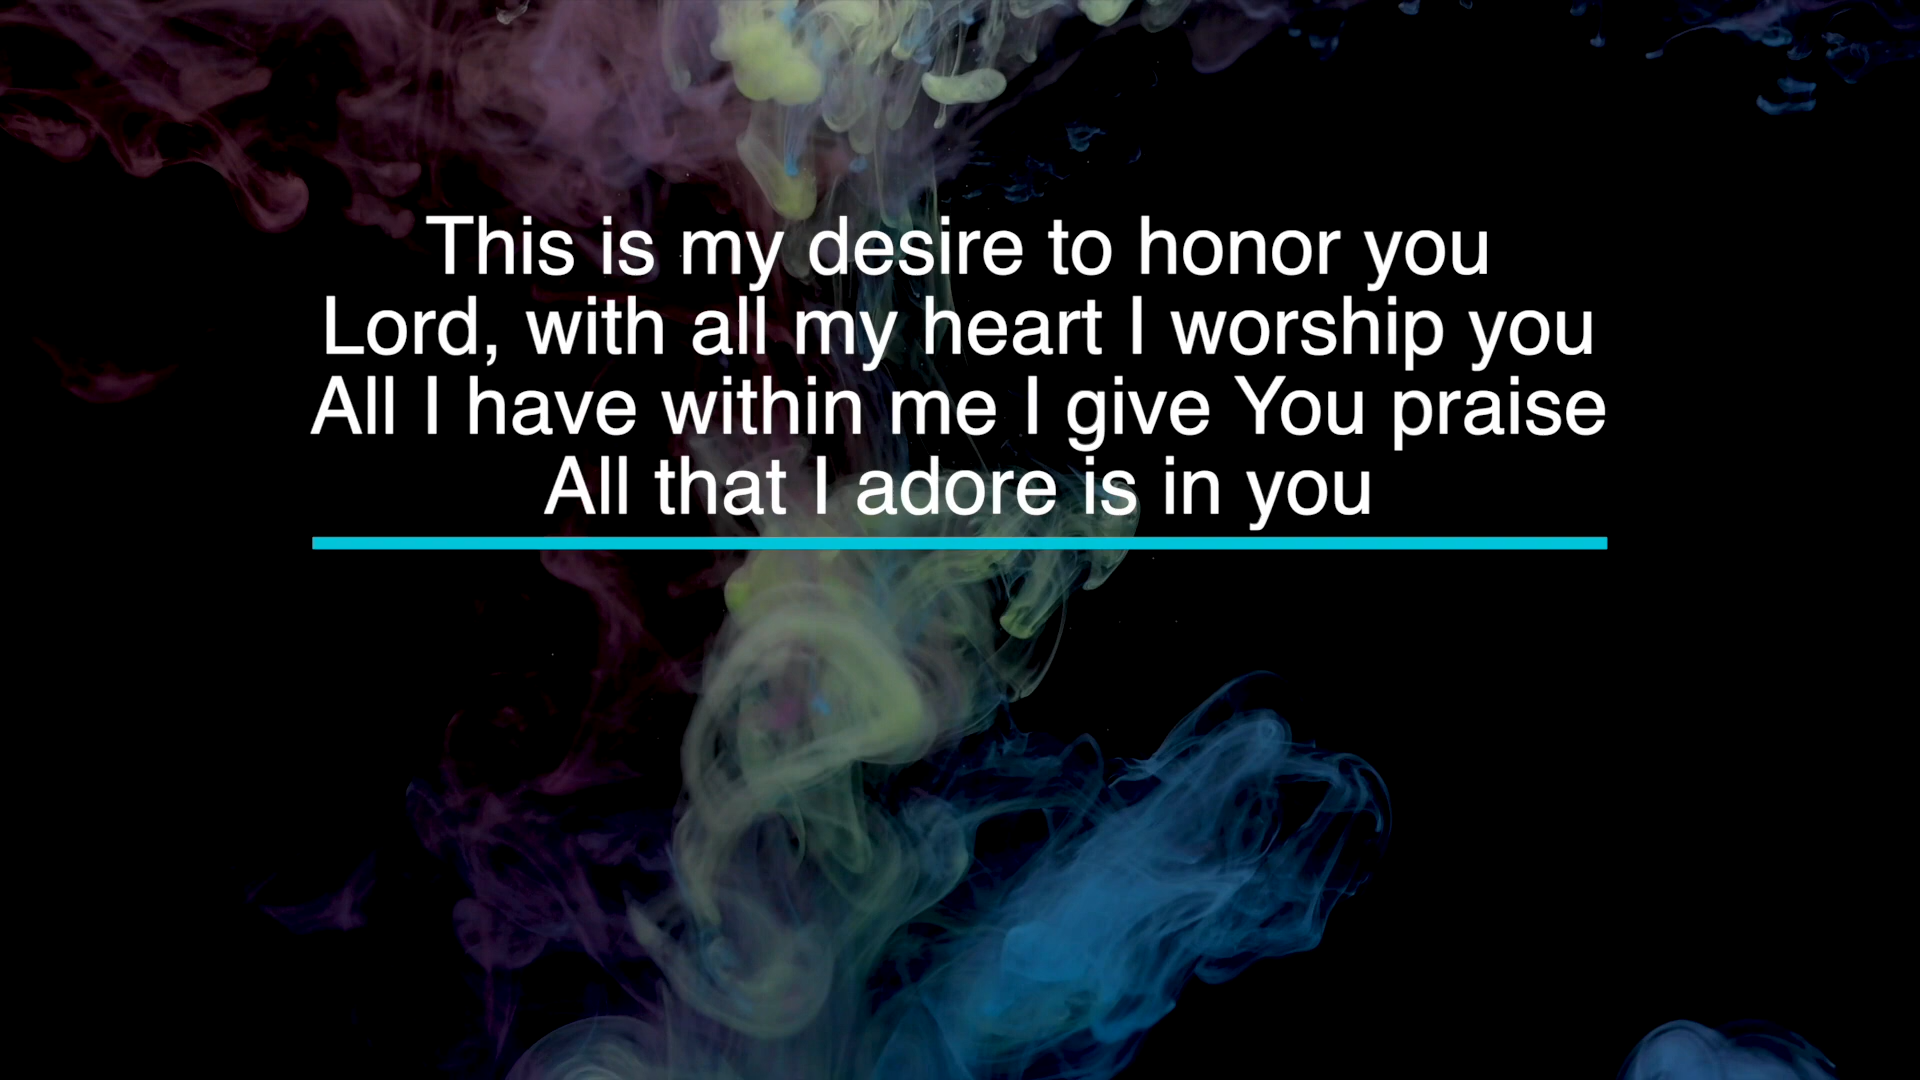 This is my desire to honor you
Lord, with all my heart I worship you
All I have within me I give You praise
All that I adore is in you